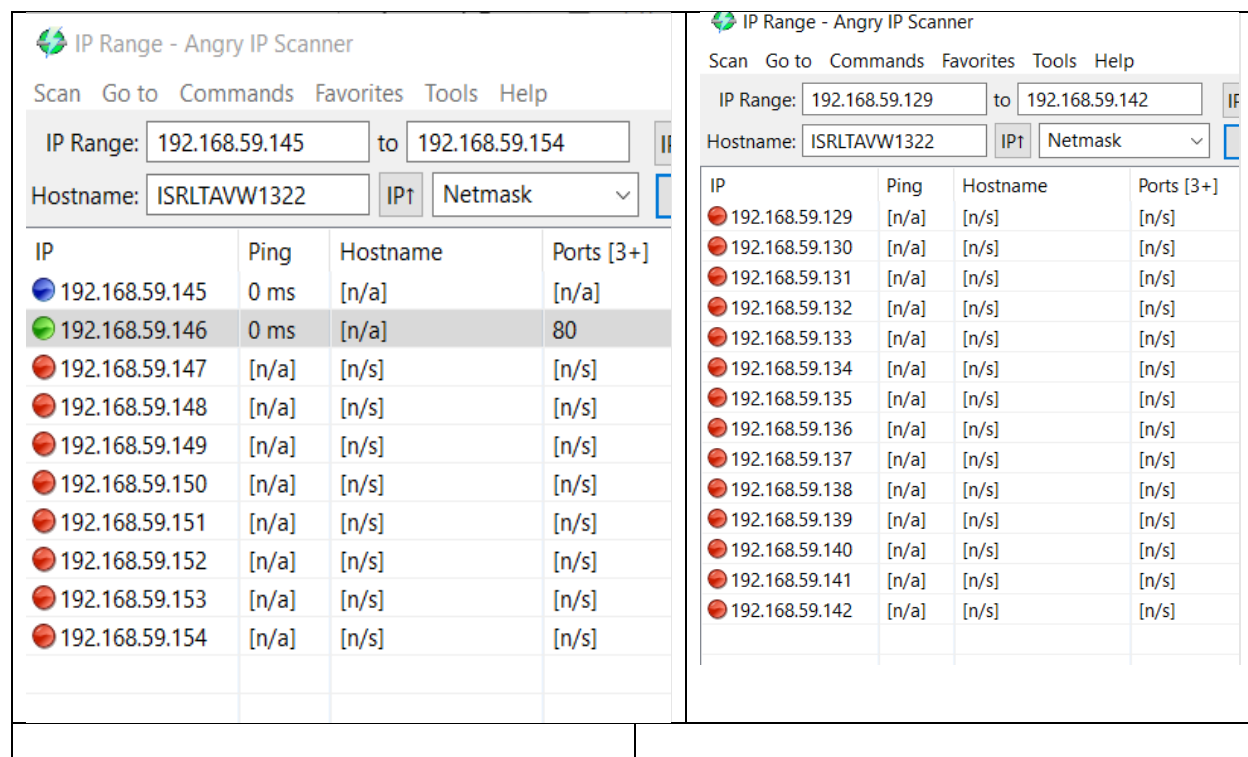 IP Range - Angry IP Scanner
Scan Go to Commands Favorites Tools Help
IP Range: 192.168.59.145 to 192.168.59.154
Hostname: ISRLTAVW1322 IP↑ Netmask
IP Ping Hostname Ports [3+]
192.168.59.145 0 ms [n/a] [n/a]
192.168.59.146 0 ms [n/a] 80
192.168.59.147 [n/a] [n/s] [n/s]
192.168.59.148 [n/a] [n/s] [n/s]
192.168.59.149 [n/a] [n/s] [n/s]
192.168.59.150 [n/a] [n/s] [n/s]
192.168.59.151 [n/a] [n/s] [n/s]
192.168.59.152 [n/a] [n/s] [n/s]
192.168.59.153 [n/a] [n/s] [n/s]
192.168.59.154 [n/a] [n/s] [n/s]
IP Range - Angry IP Scanner
Scan Go to Commands Favorites Tools Help
IP Range: 192.168.59.129 to 192.168.59.142
Hostname: ISRLTAVW1322 IP↑ Netmask
IP Ping Hostname Ports [3+]
192.168.59.129 [n/a] [n/s] [n/s]
192.168.59.130 [n/a] [n/s] [n/s]
192.168.59.131 [n/a] [n/s] [n/s]
192.168.59.132 [n/a] [n/s] [n/s]
192.168.59.133 [n/a] [n/s] [n/s]
192.168.59.134 [n/a] [n/s] [n/s]
192.168.59.135 [n/a] [n/s] [n/s]
192.168.59.136 [n/a] [n/s] [n/s]
192.168.59.137 [n/a] [n/s] [n/s]
192.168.59.138 [n/a] [n/s] [n/s]
192.168.59.139 [n/a] [n/s] [n/s]
192.168.59.140 [n/a] [n/s] [n/s]
192.168.59.141 [n/a] [n/s] [n/s]
192.168.59.142 [n/a] [n/s] [n/s]